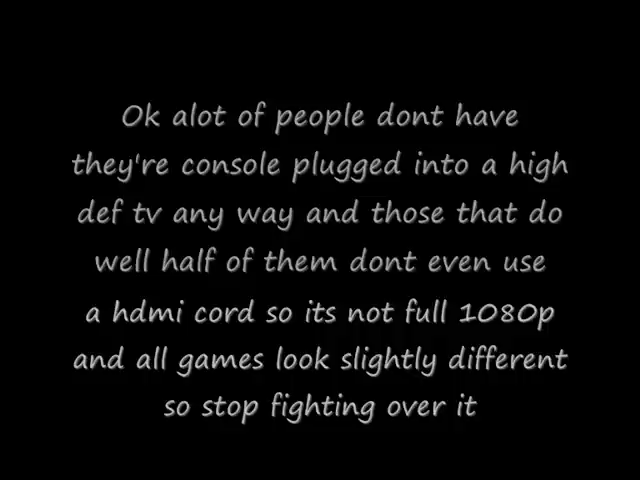 Ok alot of people dont have
they're console plugged into a high
def tv any way and those that do
well half of them dont even use
a hdmi cord so its not full 1080p
and all games look slightly different
so stop fighting over it